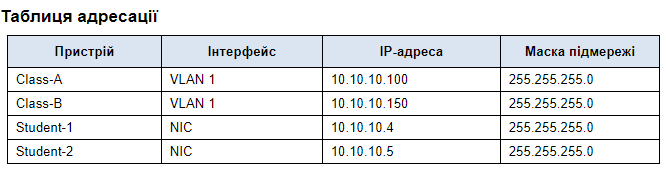 Таблиця адресації
Пристрій Інтерфейс IP-адреса Маска підмережі
Class-A VLAN 1 10.10.10.100 255.255.255.0
Class-B VLAN 1 10.10.10.150 255.255.255.0
Student-1 NIC 10.10.10.4 255.255.255.0
Student-2 NIC 10.10.10.5 255.255.255.0